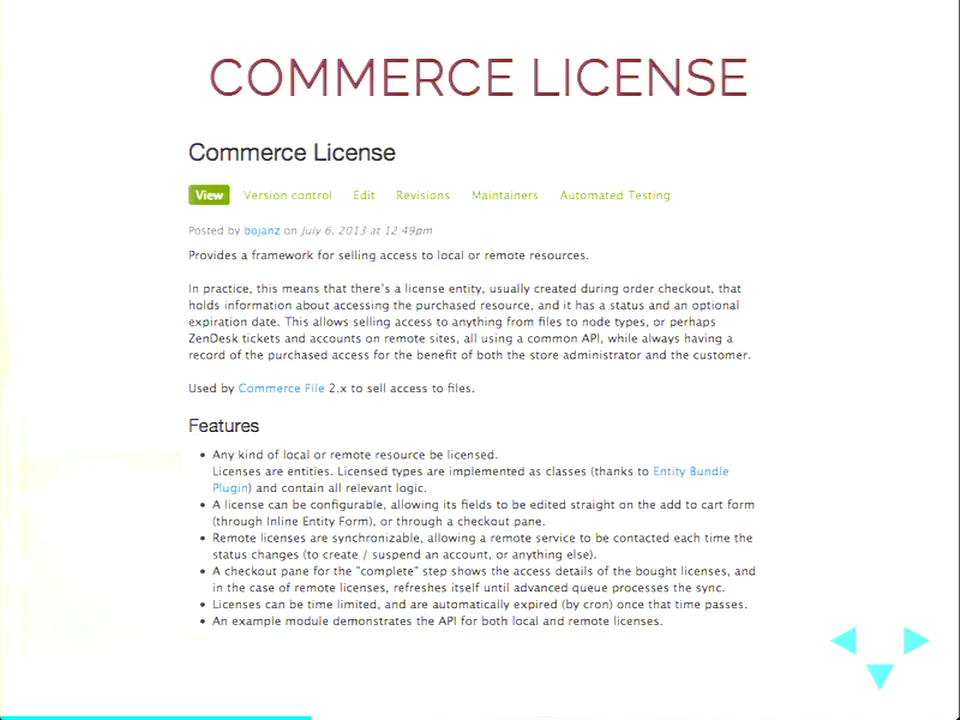 COMMERCE LICENSE
Commerce License
View Version control Edit Revisions Maintainers Automated Testing
Posted by bojanz on july 6, 2013 at 12:49pm
Provides a framework for selling access to local or remote resources.
In practice, this means that there's a license entity, usually created during order checkout, that
holds information about accessing the purchased resource, and it has a status and an optional
expiration date. This allows selling access to anything from files to node types, or perhaps
ZenDesk tickets and accounts on remote sites, all using a common API, while always having a
record of the purchased access for the benefit of both the store administrator and the customer.
Used by Commerce File 2.x to sell access to files.
Features
• Any kind of local or remote resource be licensed.
Licenses are entities. Licensed types are implemented as classes (thanks to Entity Bundle
Plugin) and contain all relevant logic.
• A license can be configurable, allowing its fields to be edited straight on the add to cart form
(through Inline Entity Form), or through a checkout pane.
• Remote licenses are synchronizable, allowing a remote service to be contacted each time the
status changes (to create / suspend an account, or anything else).
• A checkout pane for the "complete" step shows the access details of the bought licenses, and
in the case of remote licenses, refreshes itself until advanced queue processes the sync.
• Licenses can be time limited, and are automatically expired (by cron) once that time passes.
• An example module demonstrates the API for both local and remote licenses.